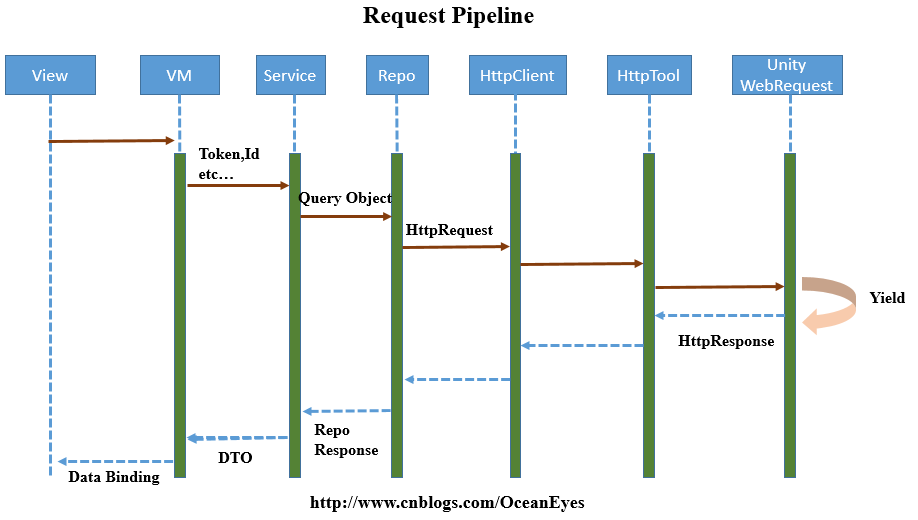 Request Pipeline
View
VM
Service
Repo
HttpClient
HttpTool
Unity
WebRequest
Token,Id
etc…
Query Object
HttpRequest
Yield
HttpResponse
Repo
Response
DTO
Data Binding
http://www.cnblogs.com/OceanEyes